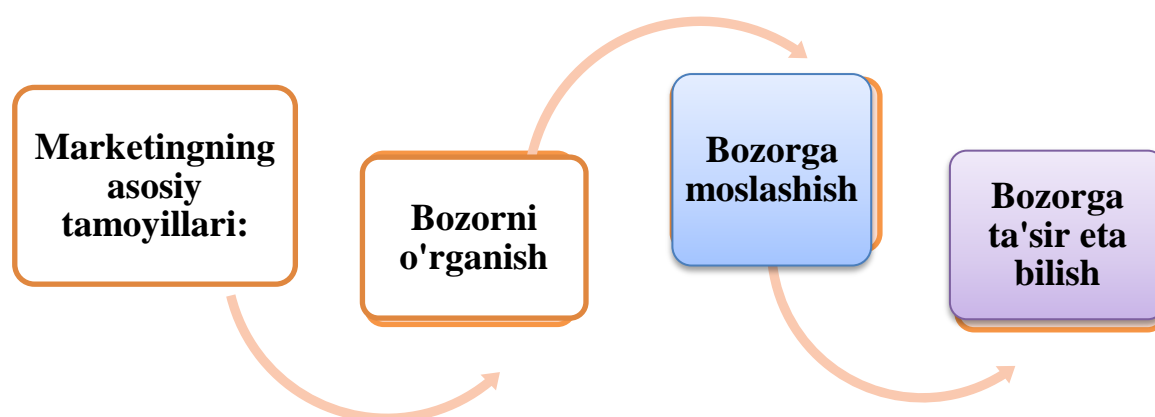 Marketingning
asosiy
tamoyillari:
Bozorni
o'rganish
Bozorga
moslashish
Bozorga
ta'sir eta
bilish